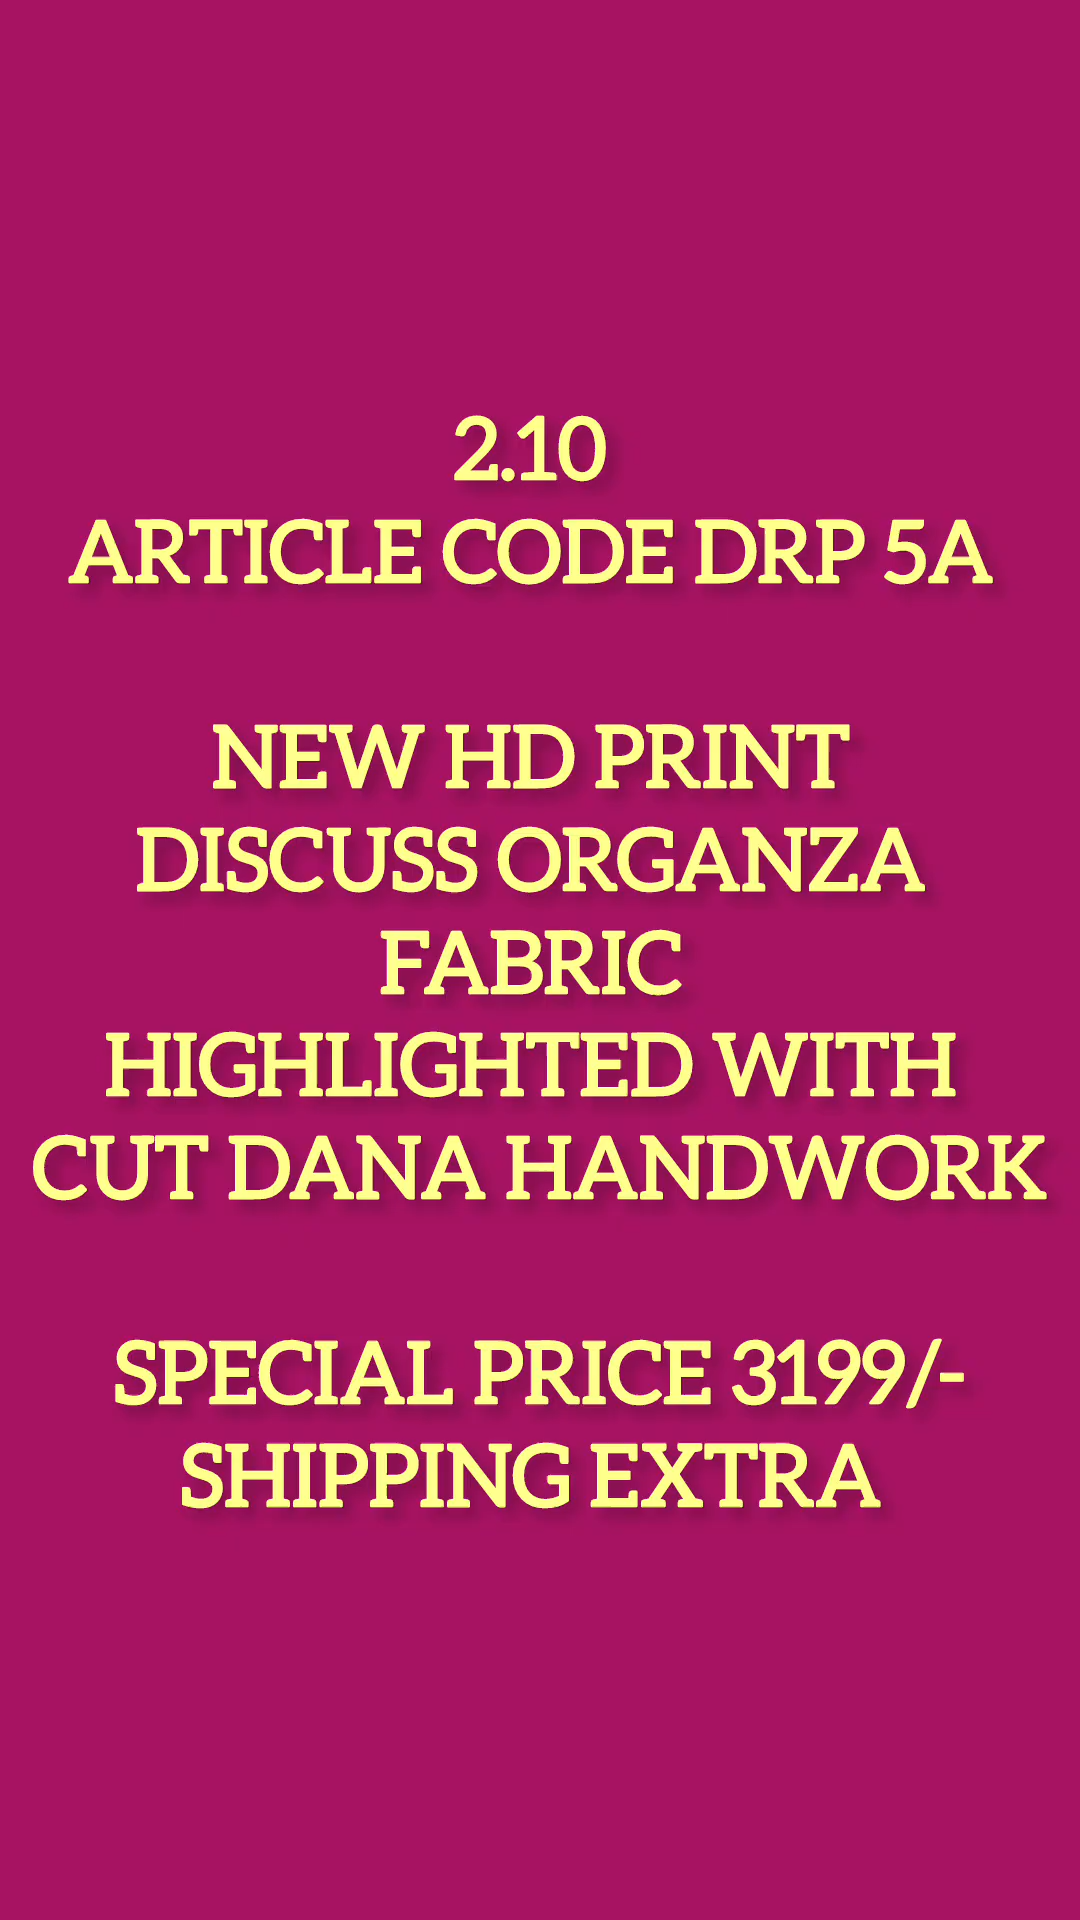 2.10
ARTICLE CODE DRP 5A
NEW HD PRINT
DISCUSS ORGANZA
FABRIC
HIGHLIGHTED WITH
CUT DANA HANDWORK
SPECIAL PRICE 3199/-
SHIPPING EXTRA